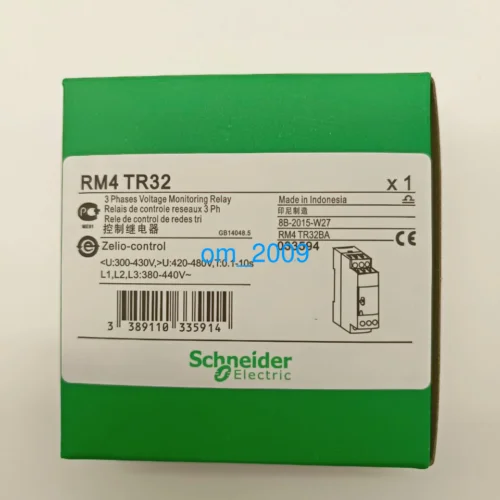 RM4 TR32 x 1
3 Phases Voltage Monitoring Relay
Relais de controle reseaux 3 Ph
Rele de control de redes tri
控制继电器 GB14048.5
Made in Indonesia
印尼制造
8B-2015-W27
RM4 TR32BA
033594
CE
Zelio-control
om_2009
<U:300-430V,>U:420-480V,T:0.1-10s
L1,L2,L3:380-440V~
3 389110 335914
Schneider
Electric